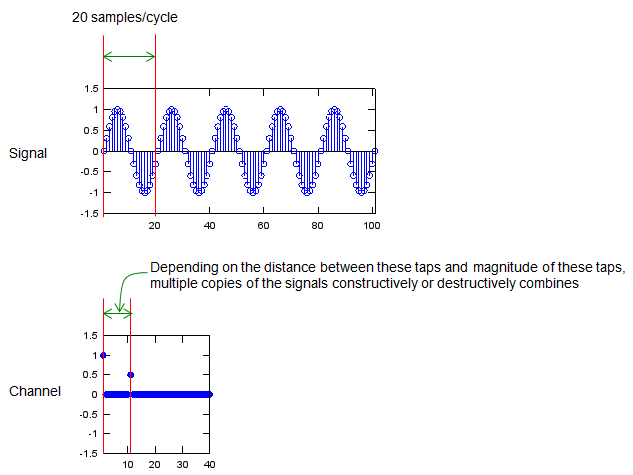 20 samples/cycle
1.5
1
0.5
0
-0.5
-1
-1.5
Signal
20 40 60 80 100
Depending on the distance between these taps and magnitude of these taps,
multiple copies of the signals constructively or destructively combines
1.5
1
0.5
0
-0.5
-1
-1.5
Channel
10 20 30 40